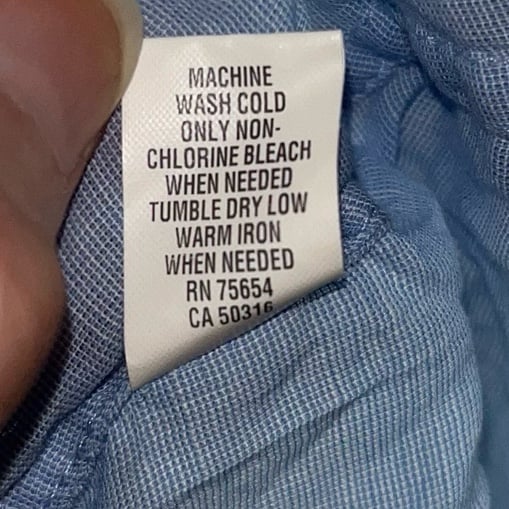 MACHINE
WASH COLD
ONLY NON-
CHLORINE BLEACH
WHEN NEEDED
TUMBLE DRY LOW
WARM IRON
WHEN NEEDED
RN 75654
CA 50316